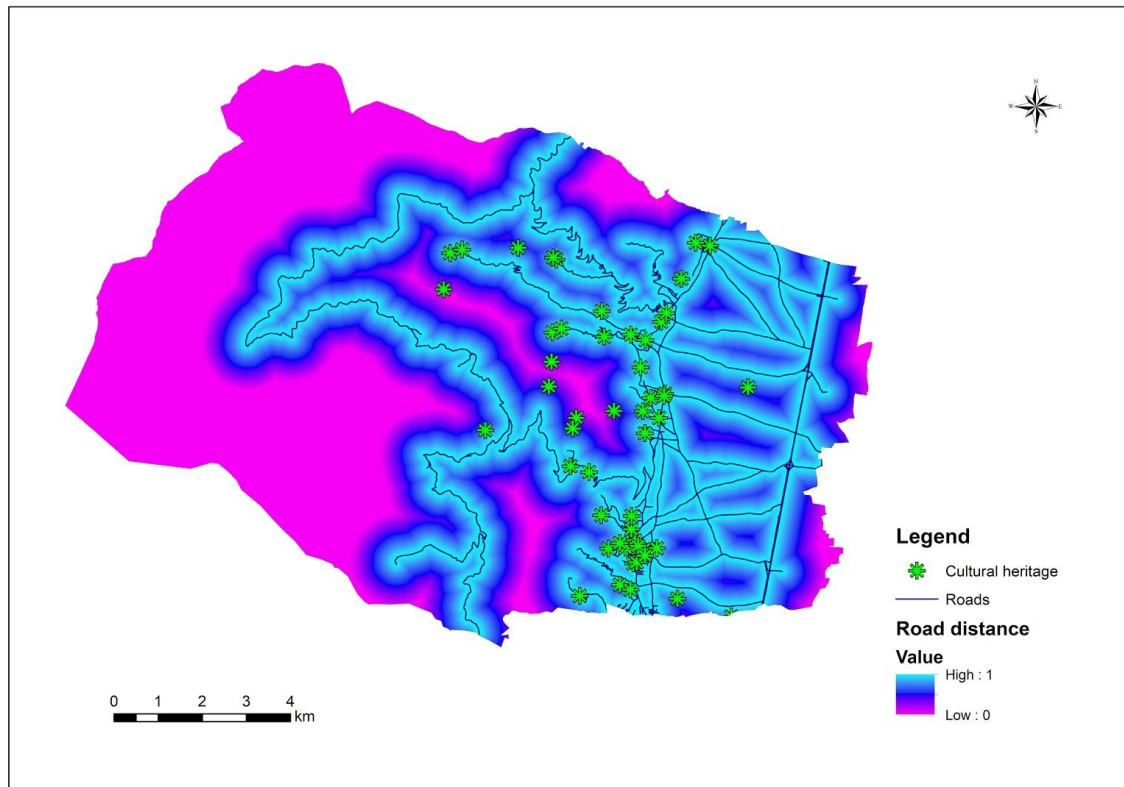 N
W E
S
Legend
Cultural heritage
Roads
Road distance
Value
High : 1
Low : 0
0 1 2 3 4
km